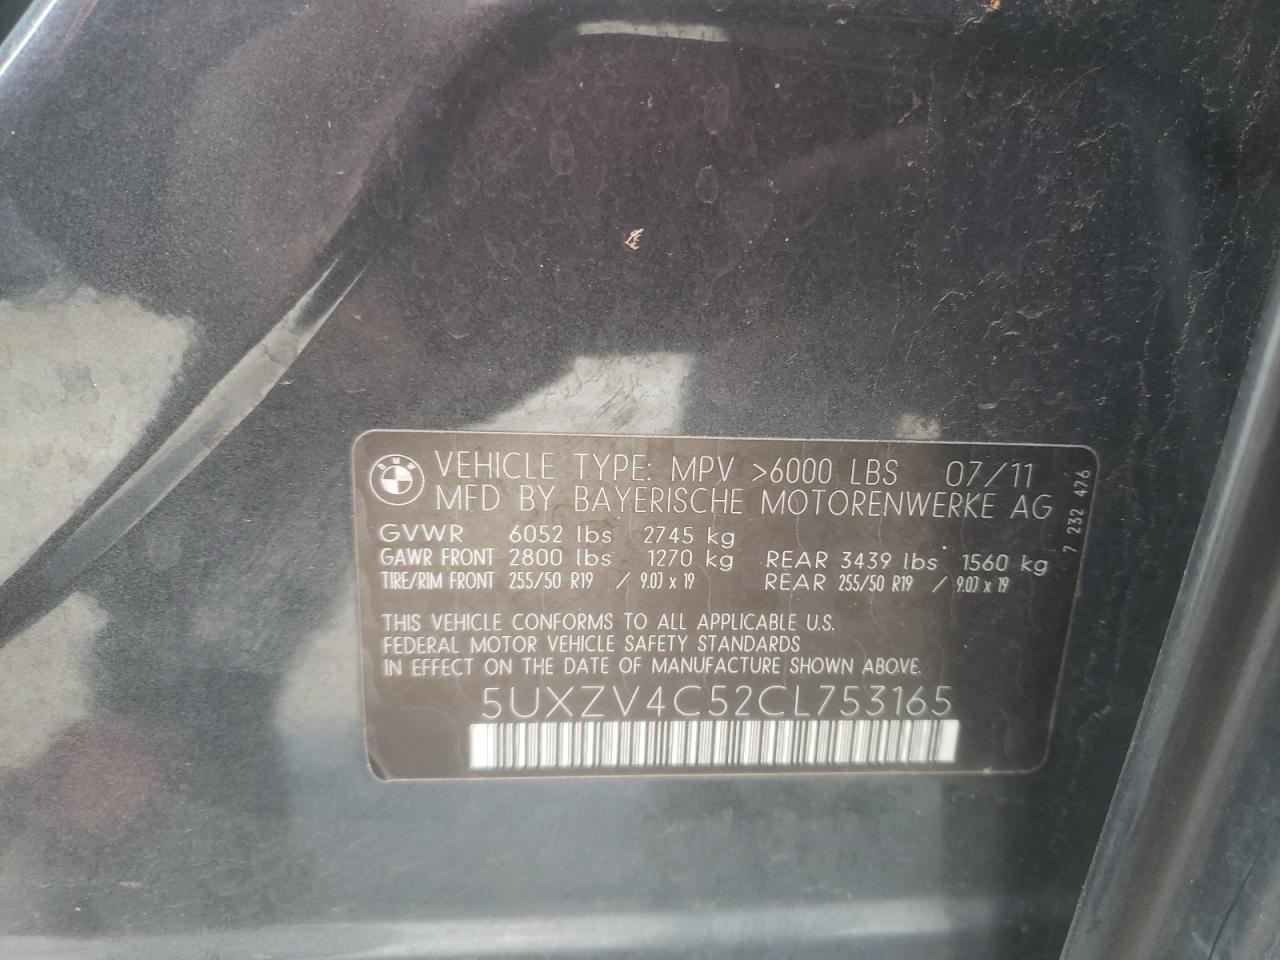 BMW
VEHICLE TYPE: MPV >6000 LBS 07/11
MFD BY BAYERISCHE MOTORENWERKE AG
GVWR 6052 lbs 2745 kg
GAWR FRONT 2800 lbs 1270 kg REAR 3439 lbs 1560 kg
TIRE/RIM FRONT 255/50 R19 / 9.0J x 19 REAR 255/50 R19 / 9.0J x 19
THIS VEHICLE CONFORMS TO ALL APPLICABLE U.S.
FEDERAL MOTOR VEHICLE SAFETY STANDARDS
IN EFFECT ON THE DATE OF MANUFACTURE SHOWN ABOVE.
5UXZV4C52CL753165
7 232 476